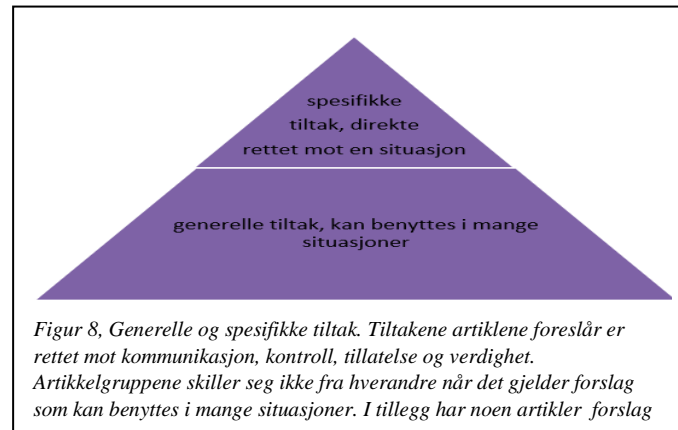 spesifikke
tiltak, direkte
rettet mot en situasjon
generelle tiltak, kan benyttes i mange
situasjoner
Figur 8, Generelle og spesifikke tiltak. Tiltakene artiklene foreslår er
rettet mot kommunikasjon, kontroll, tillatelse og verdighet.
Artikkelgruppene skiller seg ikke fra hverandre når det gjelder forslag
som kan benyttes i mange situasjoner. I tillegg har noen artikler forslag